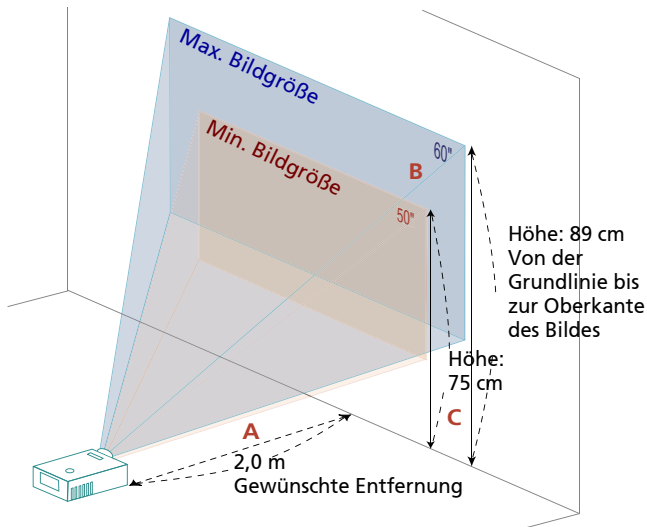 Max. Bildgröße
Min. Bildgröße
60"
B
50"
Höhe: 89 cm
Von der
Grundlinie bis
zur Oberkante
des Bildes
Höhe:
75 cm
C
A
2,0 m
Gewünschte Entfernung